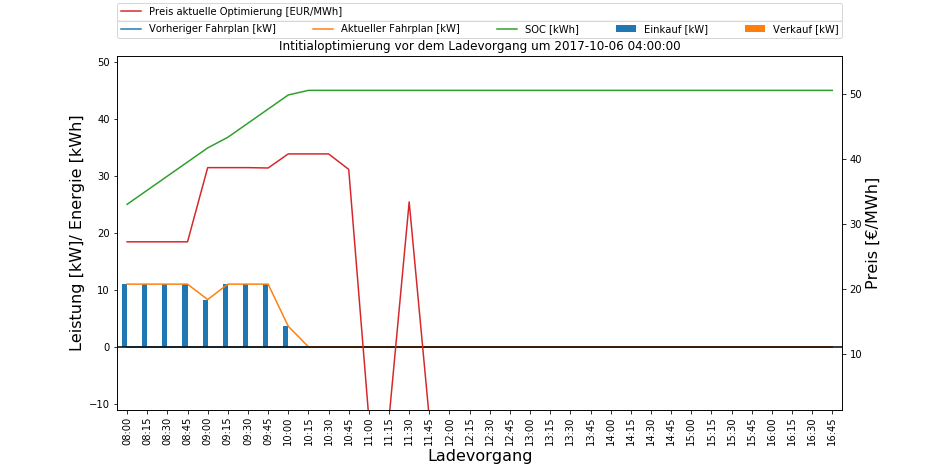 Preis aktuelle Optimierung [EUR/MWh]
Vorheriger Fahrplan [kW] Aktueller Fahrplan [kW] SOC [kWh] Einkauf [kW] Verkauf [kW]
Intitialoptimierung vor dem Ladevorgang um 2017-10-06 04:00:00
Leistung [kW]/ Energie [kWh]
50
40
30
20
10
0
−10
Preis [€/MWh]
50
40
30
20
10
08:00 08:15 08:30 08:45 09:00 09:15 09:30 09:45 10:00 10:15 10:30 10:45 11:00 11:15 11:30 11:45 12:00 12:15 12:30 12:45 13:00 13:15 13:30 13:45 14:00 14:15 14:30 14:45 15:00 15:15 15:30 15:45 16:00 16:15 16:30 16:45
Ladevorgang